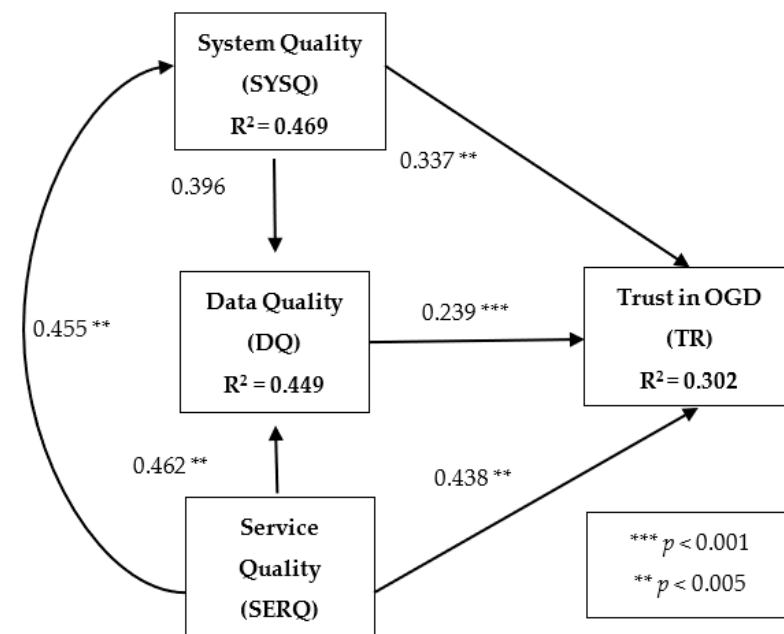 System Quality
(SYSQ)
R² = 0.469
0.337 **
0.396
Data Quality
(DQ)
R² = 0.449
0.239 ***
Trust in OGD
(TR)
R² = 0.302
0.455 **
0.462 **
0.438 **
Service
Quality
(SERQ)
*** p < 0.001
** p < 0.005